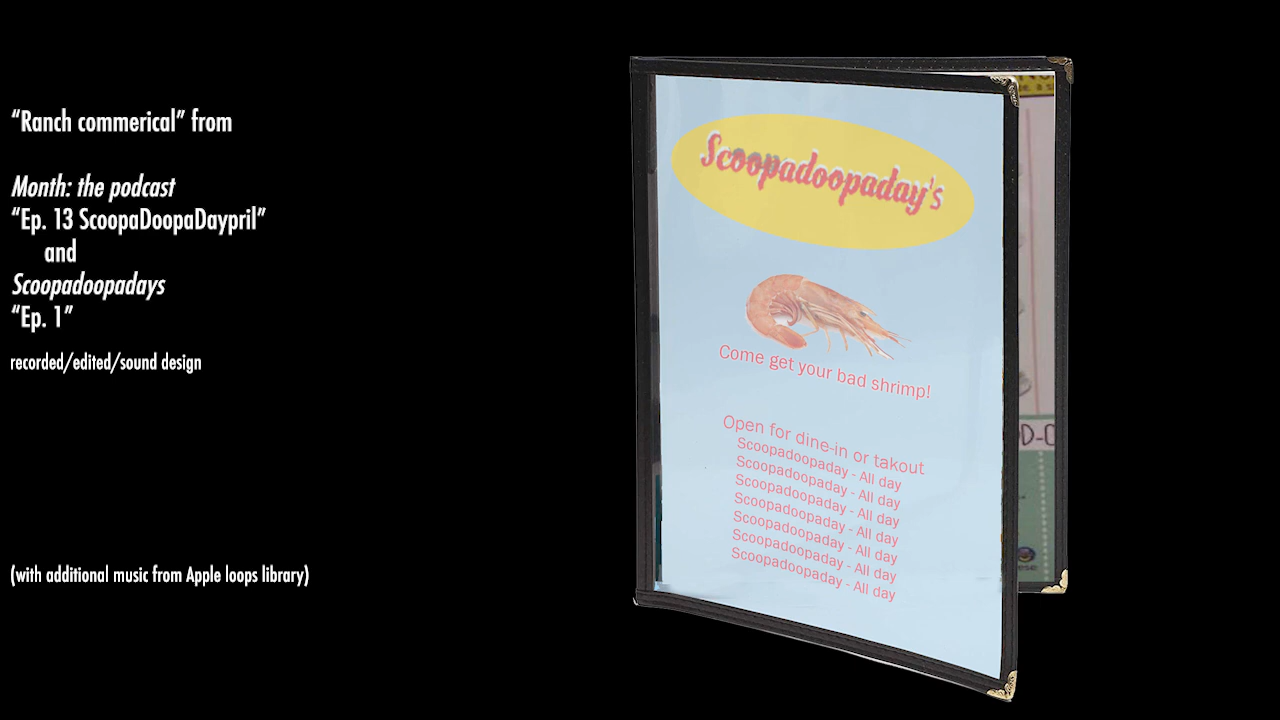 “Ranch commerical” from
Month: the podcast
“Ep. 13 ScoopaDoopaDaypril”
and
Scoopadoopadays
“Ep. 1”
recorded/edited/sound design
(with additional music from Apple loops library)
Scoopadoopaday's
Come get your bad shrimp!
Open for dine-in or takout
Scoopadoopaday - All day
Scoopadoopaday - All day
Scoopadoopaday - All day
Scoopadoopaday - All day
Scoopadoopaday - All day
Scoopadoopaday - All day
Scoopadoopaday - All day